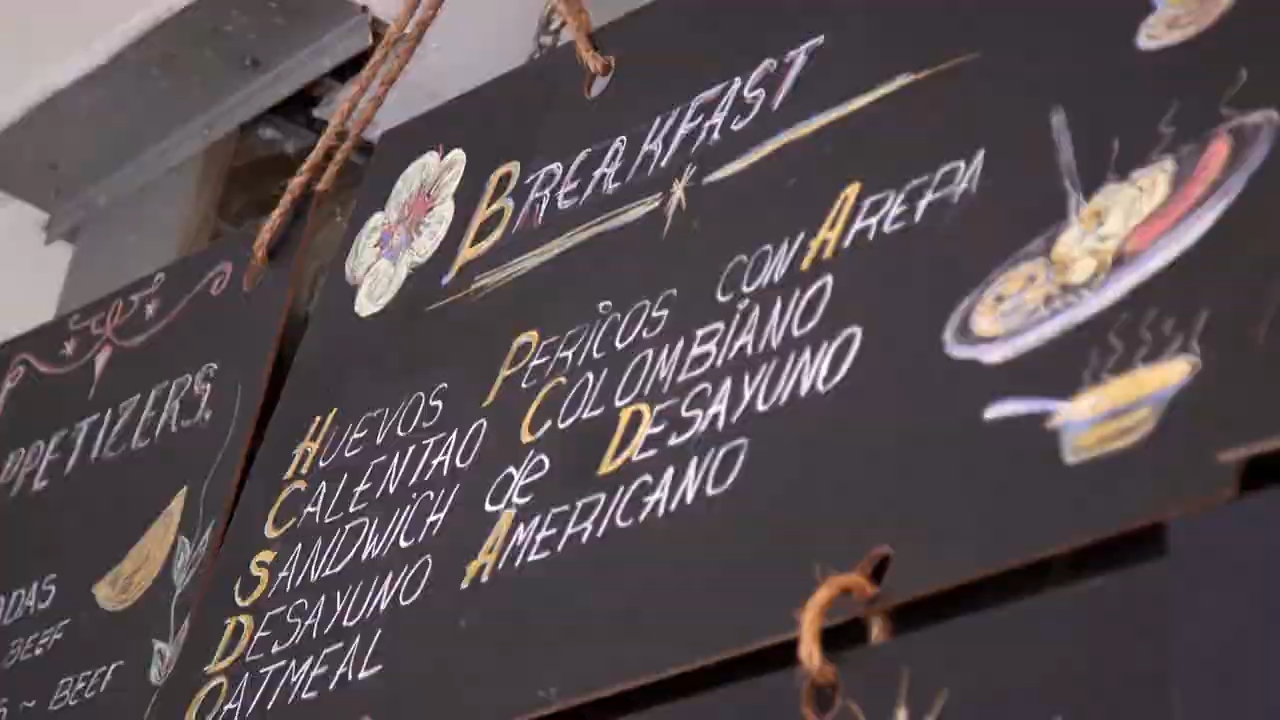 BREAKFAST
HUEVOS PERICOS CON AREPA
CALENTAO COLOMBIANO
SANDWICH de DESAYUNO
DESAYUNO AMERICANO
OATMEAL
PPETIZERS
DAS
BEEF
~ BEEF